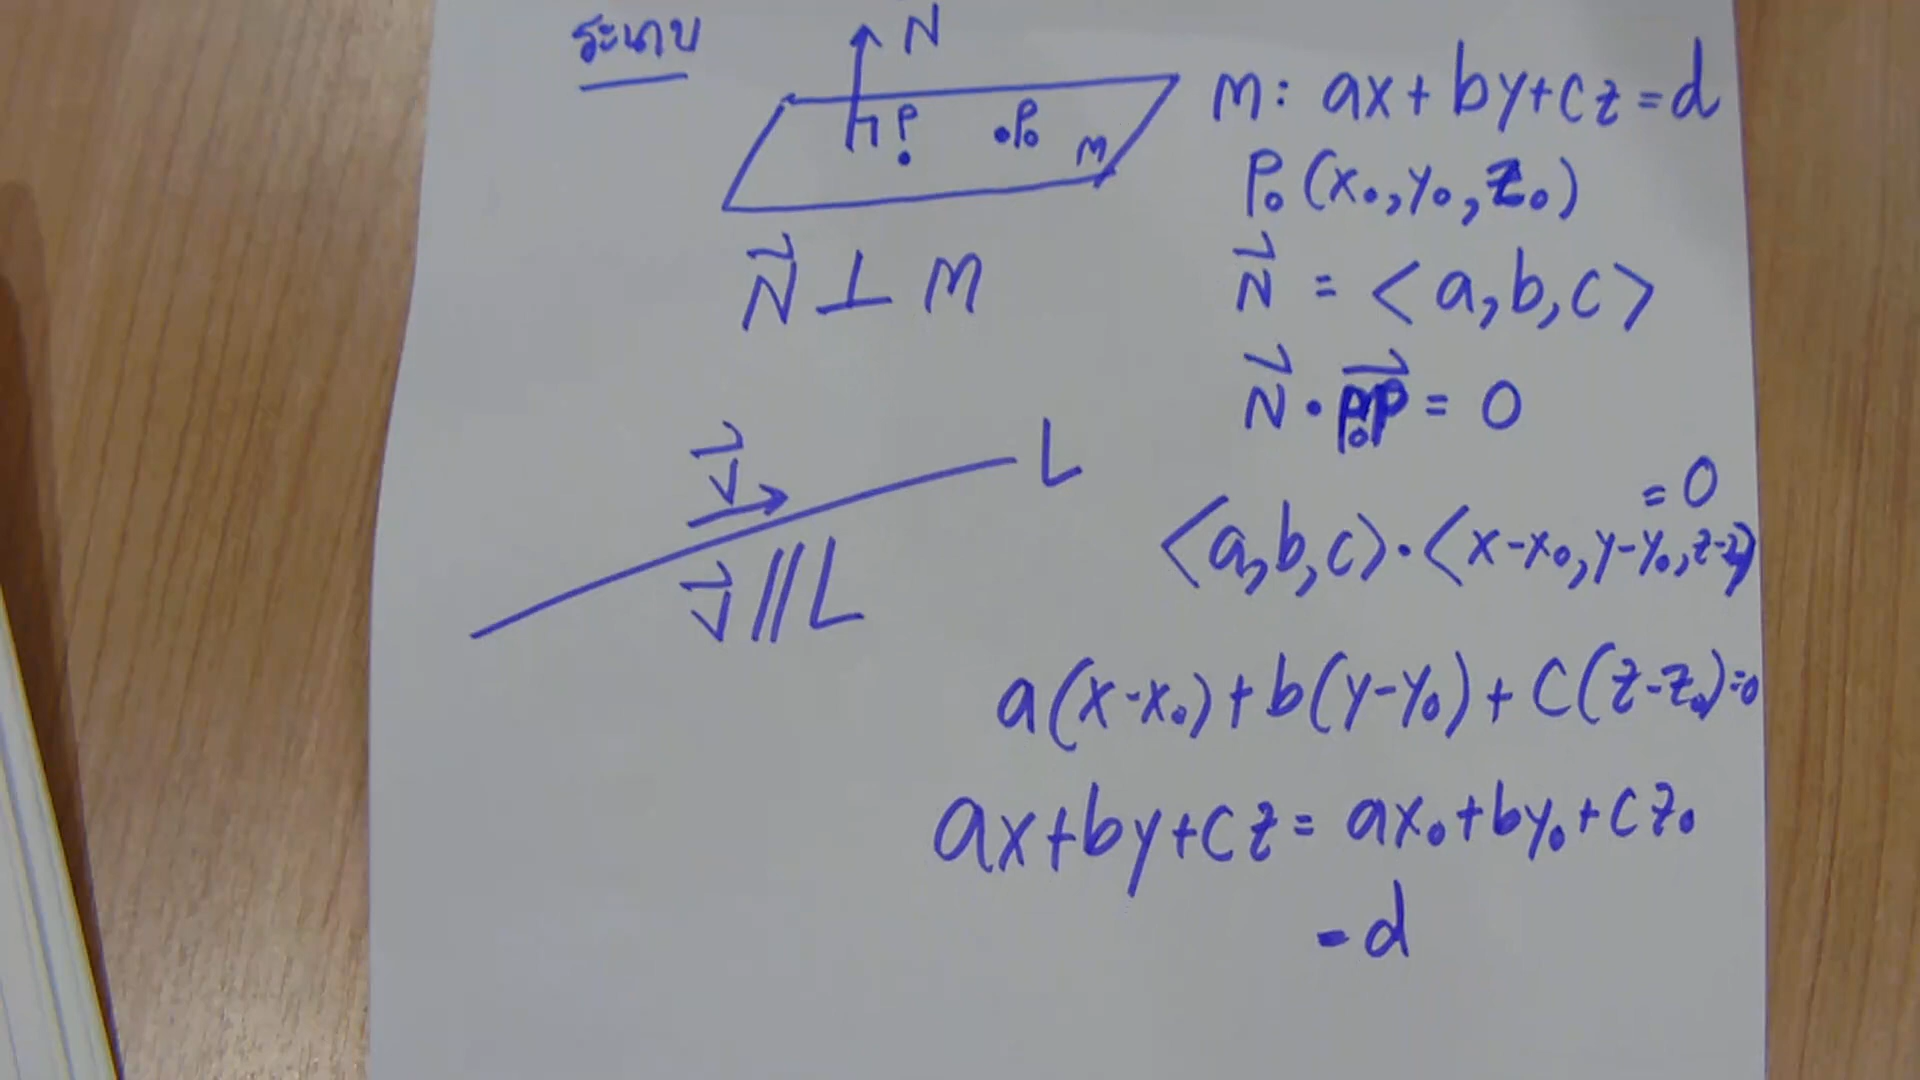 ระนาบ
N
P
P₀
M
M: ax+by+cz=d
P₀(x₀,y₀,z₀)
N⃗ ⊥ M
N⃗ = <a,b,c>
N⃗ · P₀P⃗ = 0
V⃗
L
V⃗ // L
= 0
<a,b,c>·<x-x₀,y-y₀,z-z₀>
a(x-x₀)+b(y-y₀)+c(z-z₀)=0
ax+by+cz= ax₀+by₀+cz₀
= d